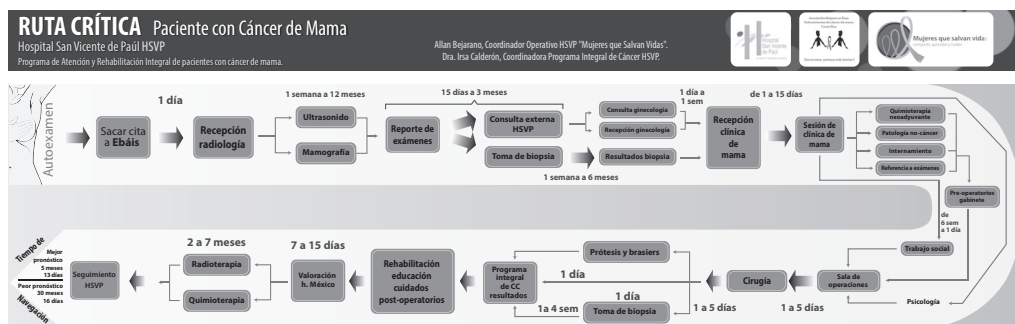 RUTA CRÍTICA Paciente con Cáncer de Mama
Hospital San Vicente de Paúl HSVP
Programa de Atención y Rehabilitación Integral de pacientes con cáncer de mama.
Allan Bejarano, Coordinador Operativo HSVP "Mujeres que Salvan Vidas".
Dra. Irsa Calderón, Coordinadora Programa Integral de Cáncer HSVP.
Hospital
San Vicente
de Paúl
Mujeres que salvan vidas
Autoexamen
Sacar cita
a Ebáis
1 día
Recepción
radiología
1 semana a 12 meses
Ultrasonido
Mamografía
Reporte de
exámenes
15 días a 3 meses
Consulta externa
HSVP
Toma de biopsia
1 semana a 6 meses
Consulta ginecología
Recepción ginecología
Resultados biopsia
1 día a
1 sem
Recepción
clínica
de
mama
de 1 a 15 días
Sesión de
clínica de
mama
Quimioterapia
neoadyuvante
Patología no-cáncer
Internamiento
Referencia a exámenes
Pre-operatorios
gabinete
de
6 sem
a 1 día
Trabajo social
Sala de
operaciones
Psicología
1 a 5 días
Cirugía
1 a 5 días
Prótesis y brasiers
1 día
1 día
Toma de biopsia
1 a 4 sem
Programa
integral
de CC
resultados
Rehabilitación
educación
cuidados
post-operatorios
7 a 15 días
Valoración
h. México
2 a 7 meses
Radioterapia
Quimioterapia
Seguimiento
HSVP
Tiempo de
Mejor
pronóstico
5 meses
13 días
Peor pronóstico
30 meses
16 días
Navegación